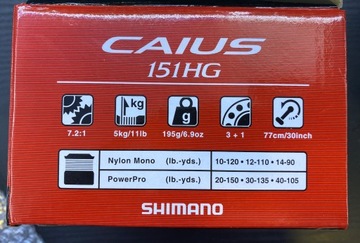 CAIUS
151HG
kg
g
7.2:1 5kg/11lb 195g/6.9oz 3 + 1 77cm/30inch
Nylon Mono (lb.-yds.) 10-120 • 12-110 • 14-90
PowerPro (lb.-yds.) 20-150 • 30-135 • 40-105
SHIMANO